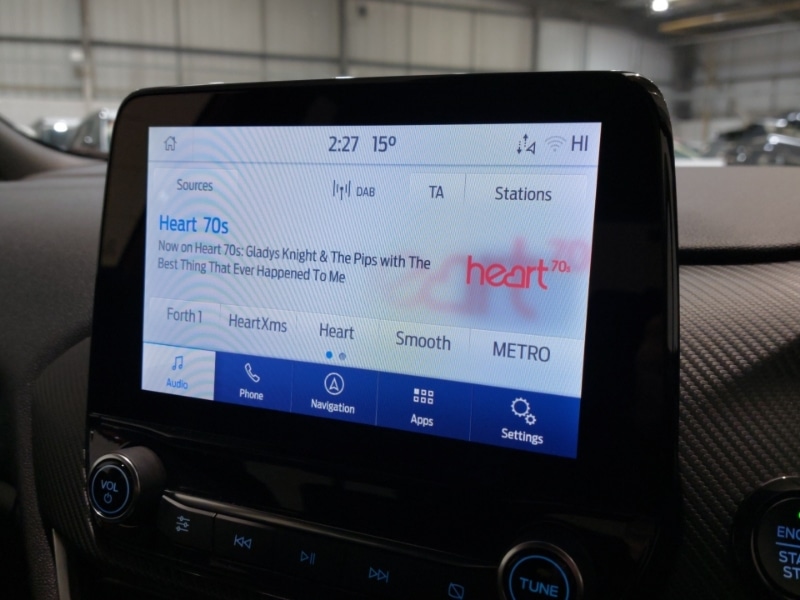 2:27 15º HI
Sources DAB TA Stations
Heart 70s
Now on Heart 70s: Gladys Knight & The Pips with The
Best Thing That Ever Happened To Me
heart 70s
Forth1 HeartXms Heart Smooth METRO
Audio Phone Navigation Apps Settings
VOL
TUNE